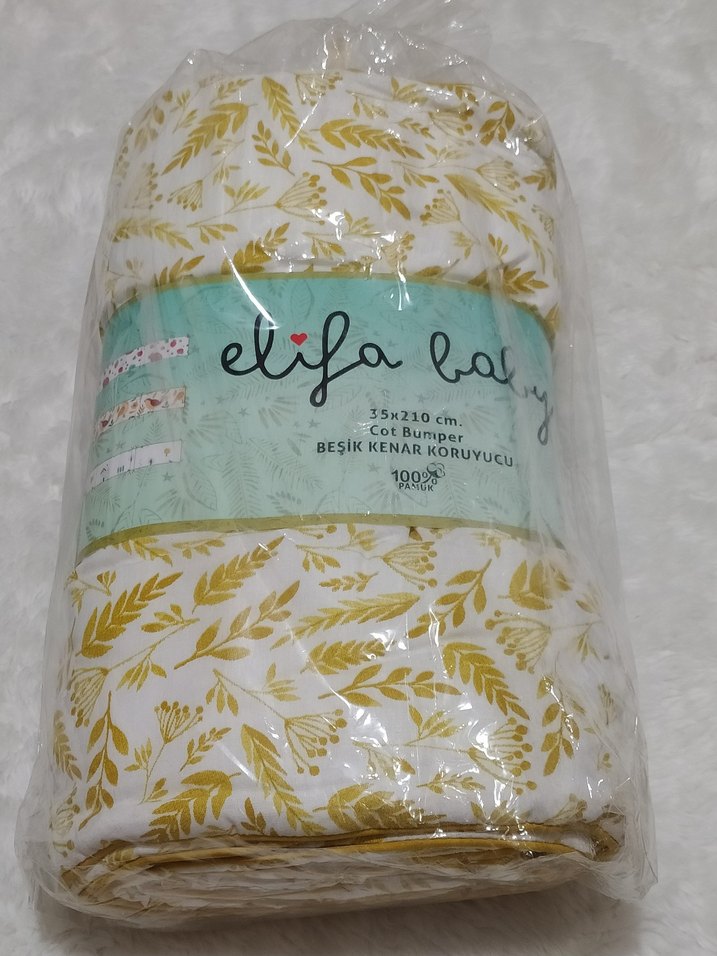 elifa baby
35x210 cm.
Cot Bumper
BEŞİK KENAR KORUYUCU
100%
PAMUK